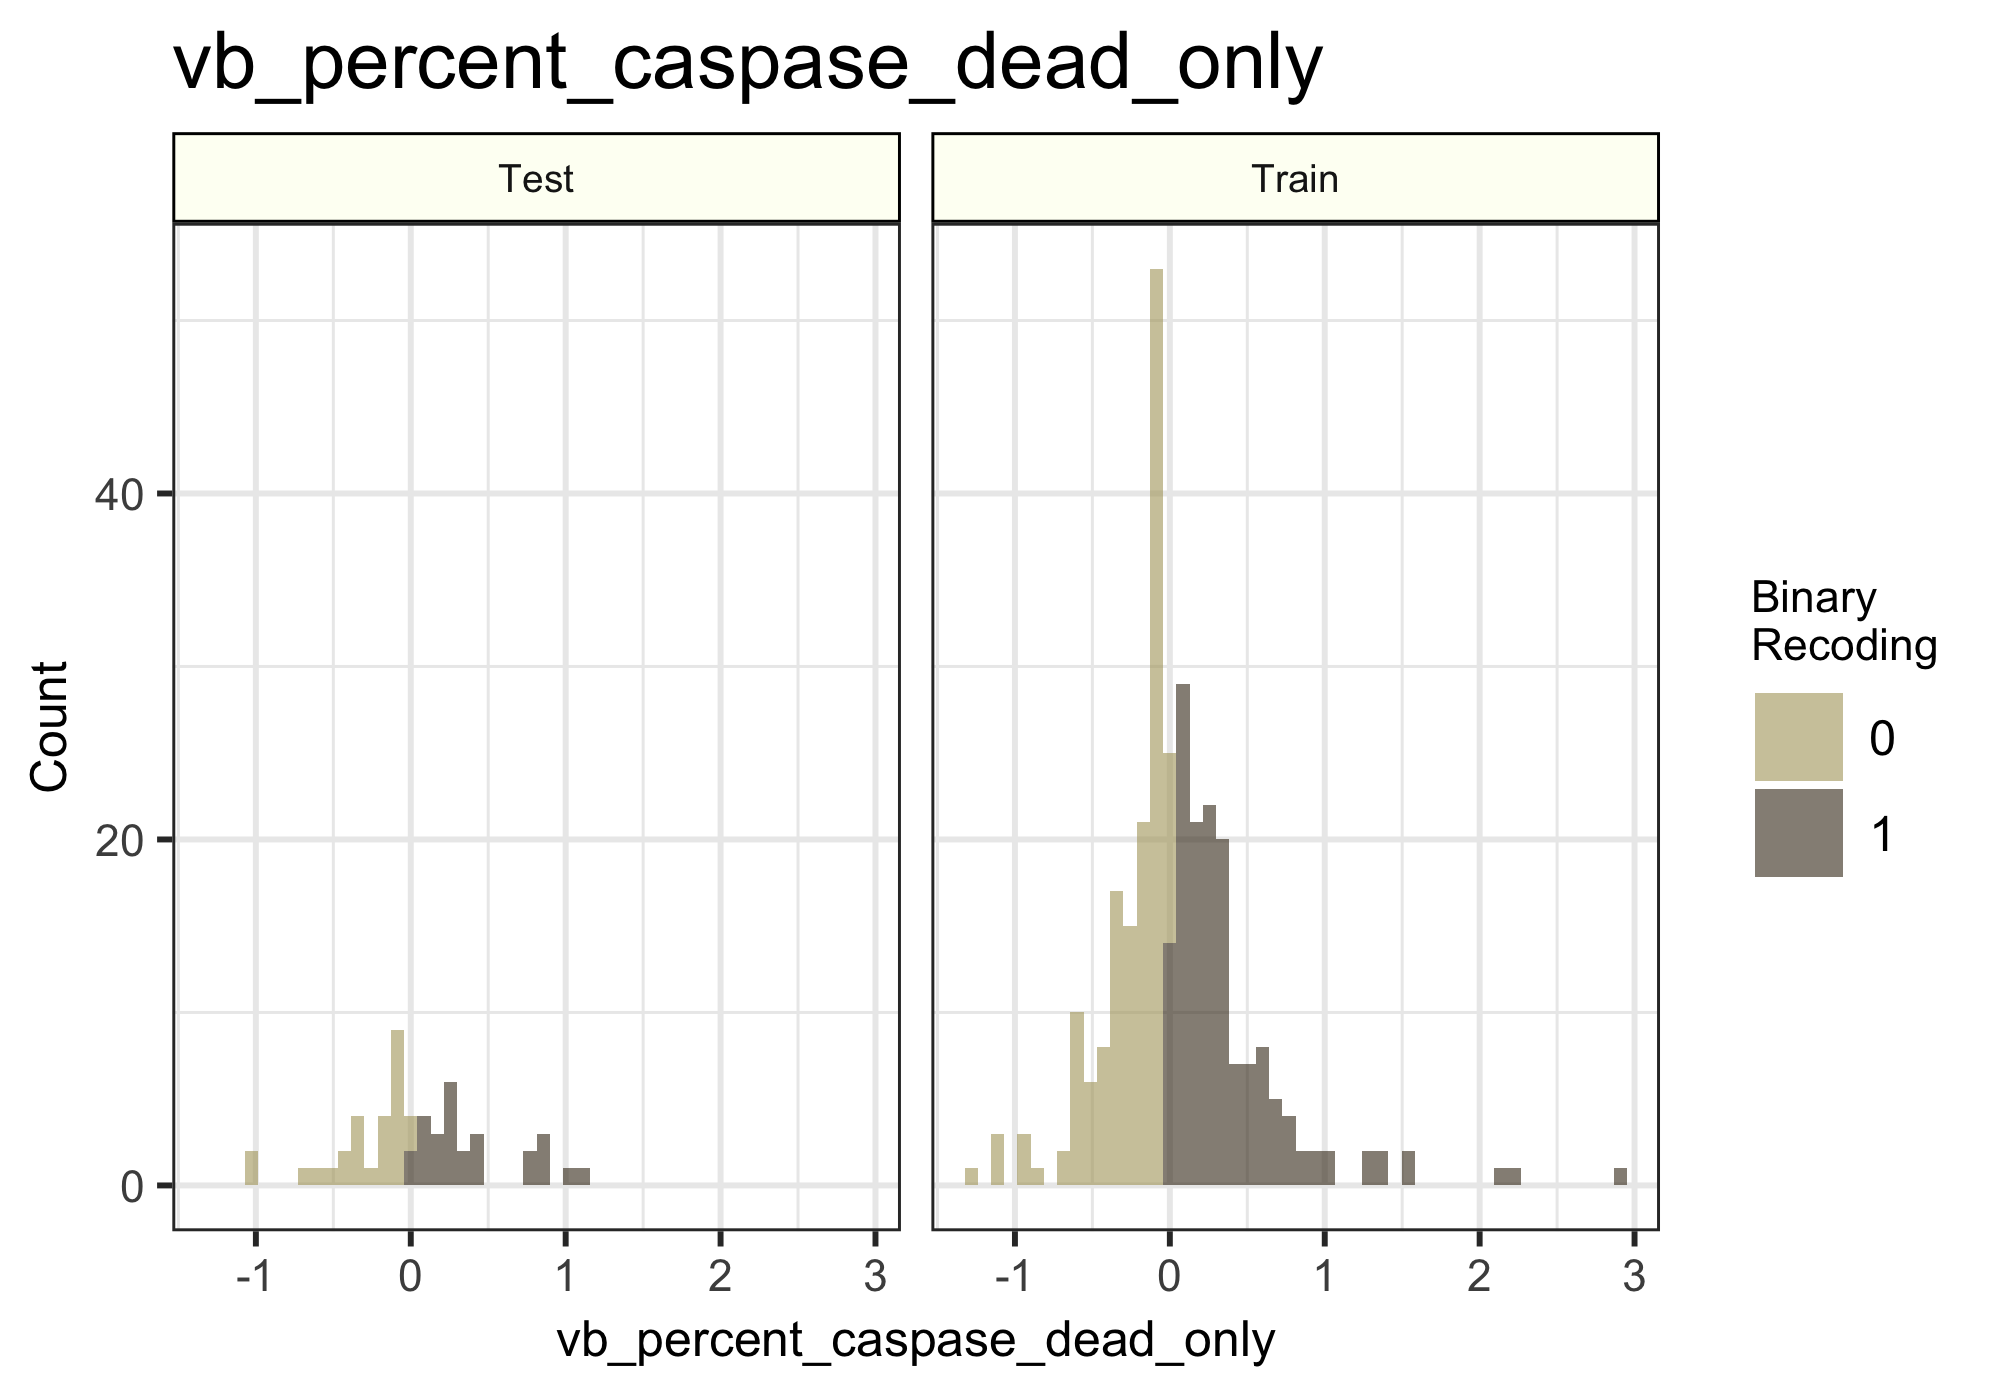 vb_percent_caspase_dead_only
Test
Train
40
20
0
Count
-1 0 1 2 3
-1 0 1 2 3
vb_percent_caspase_dead_only
Binary
Recoding
0
1